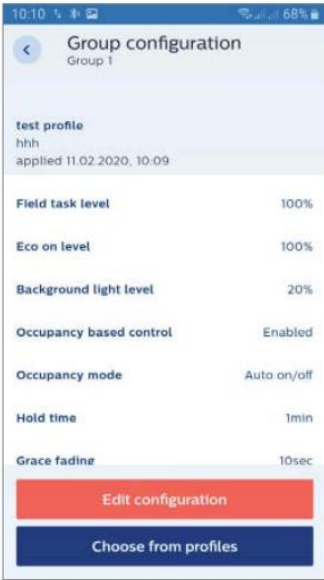 10:10 68%
Group configuration
Group 1
test profile
hhh
applied 11.02.2020, 10:09
Field task level 100%
Eco on level 100%
Background light level 20%
Occupancy based control Enabled
Occupancy mode Auto on/off
Hold time 1min
Grace fading 10sec
Edit configuration
Choose from profiles